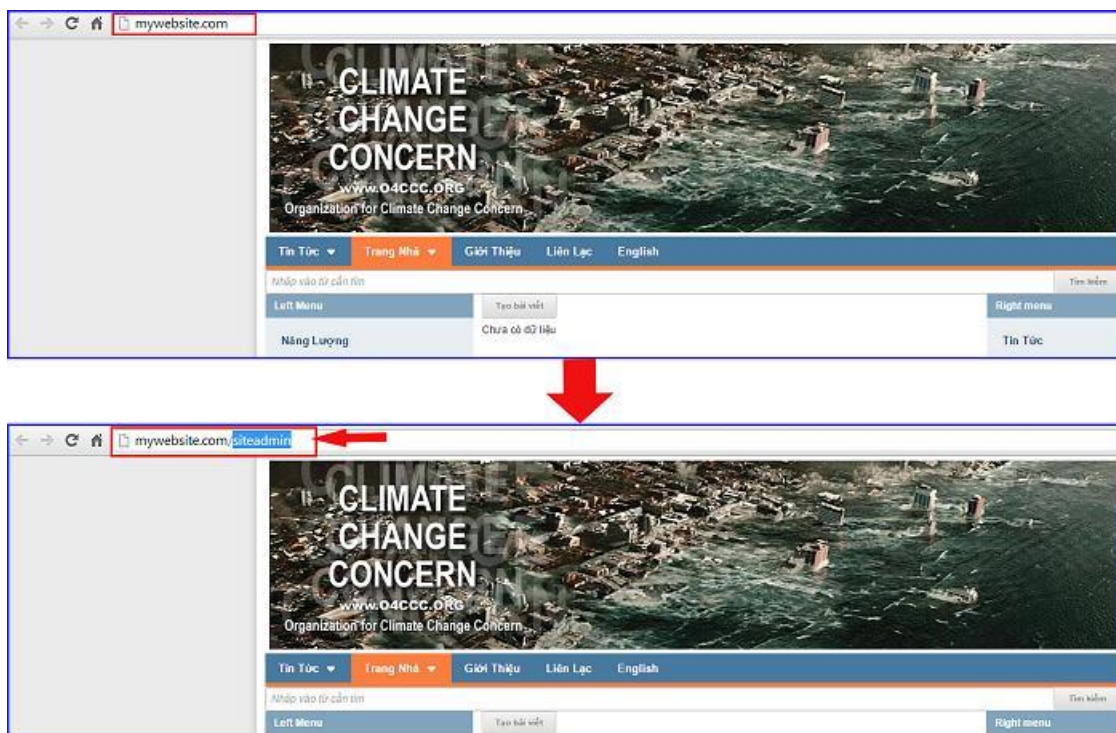 mywebsite.com
CLIMATE
CHANGE
CONCERN
www.O4CCC.ORG
Organization for Climate Change Concern
Tin Tức Trang Nhà Giới Thiệu Liên Lạc English
Nhập vào từ cần tìm Tìm kiếm
Left Menu Tạo bài viết Right menu
Chưa có dữ liệu
Năng Lượng Tin Tức
mywebsite.com/siteadmin
CLIMATE
CHANGE
CONCERN
www.O4CCC.ORG
Organization for Climate Change Concern
Tin Tức Trang Nhà Giới Thiệu Liên Lạc English
Nhập vào từ cần tìm Tìm kiếm
Left Menu Tạo bài viết Right menu